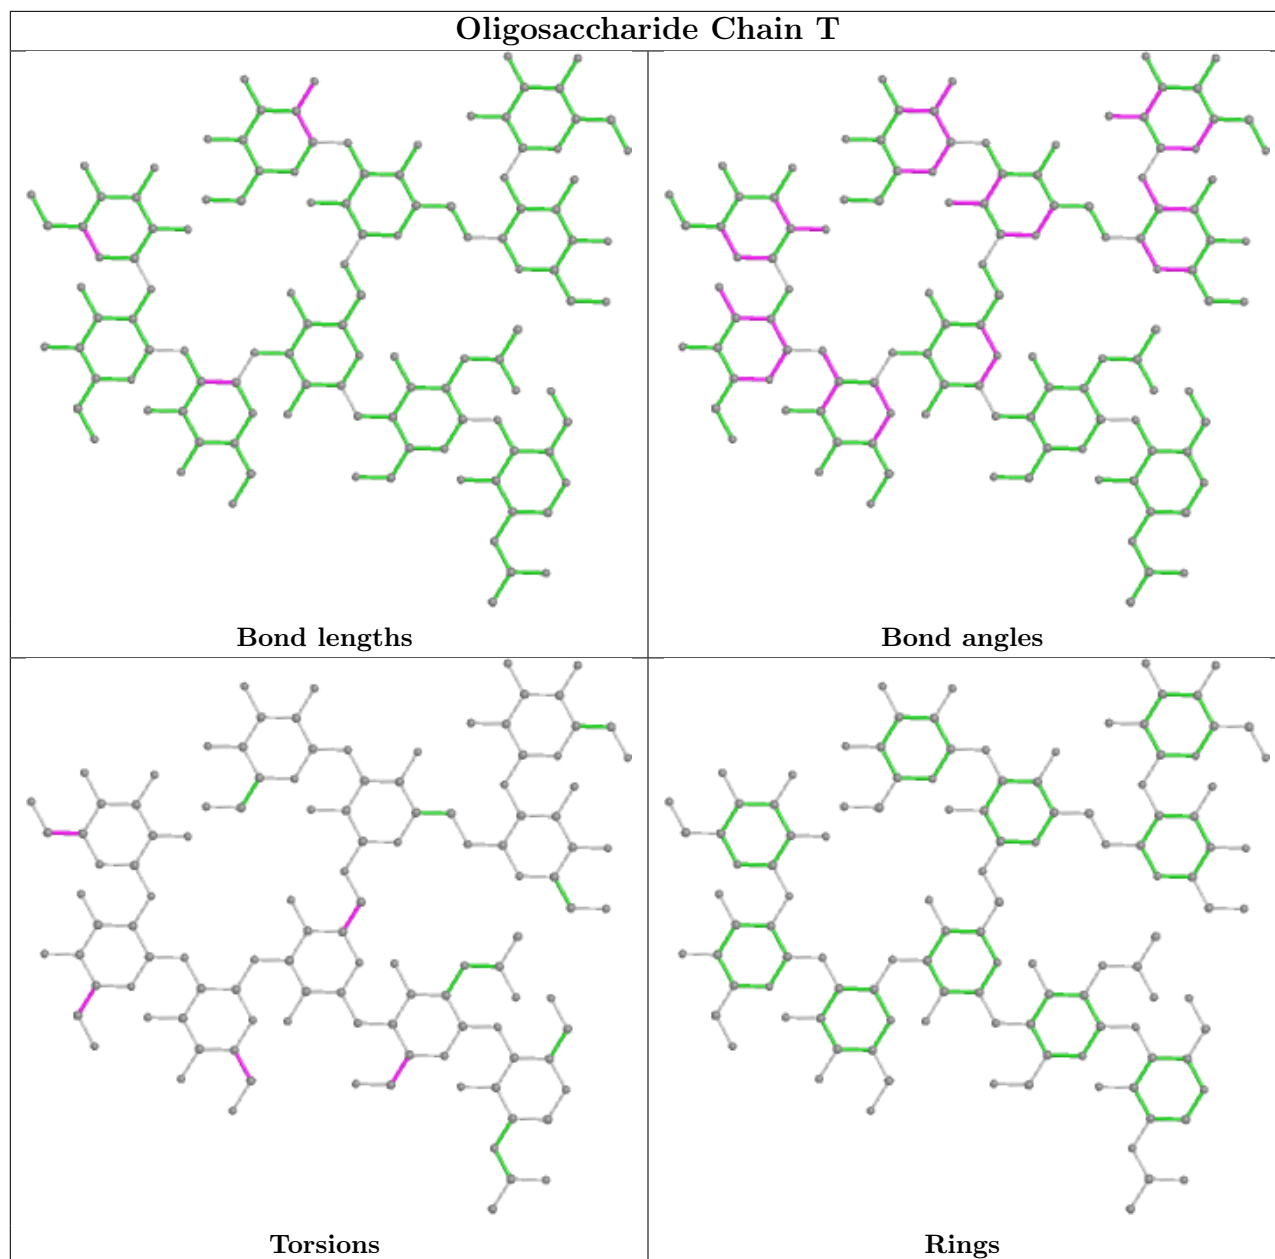 Oligosaccharide Chain T
Bond lengths
Bond angles
Torsions
Rings